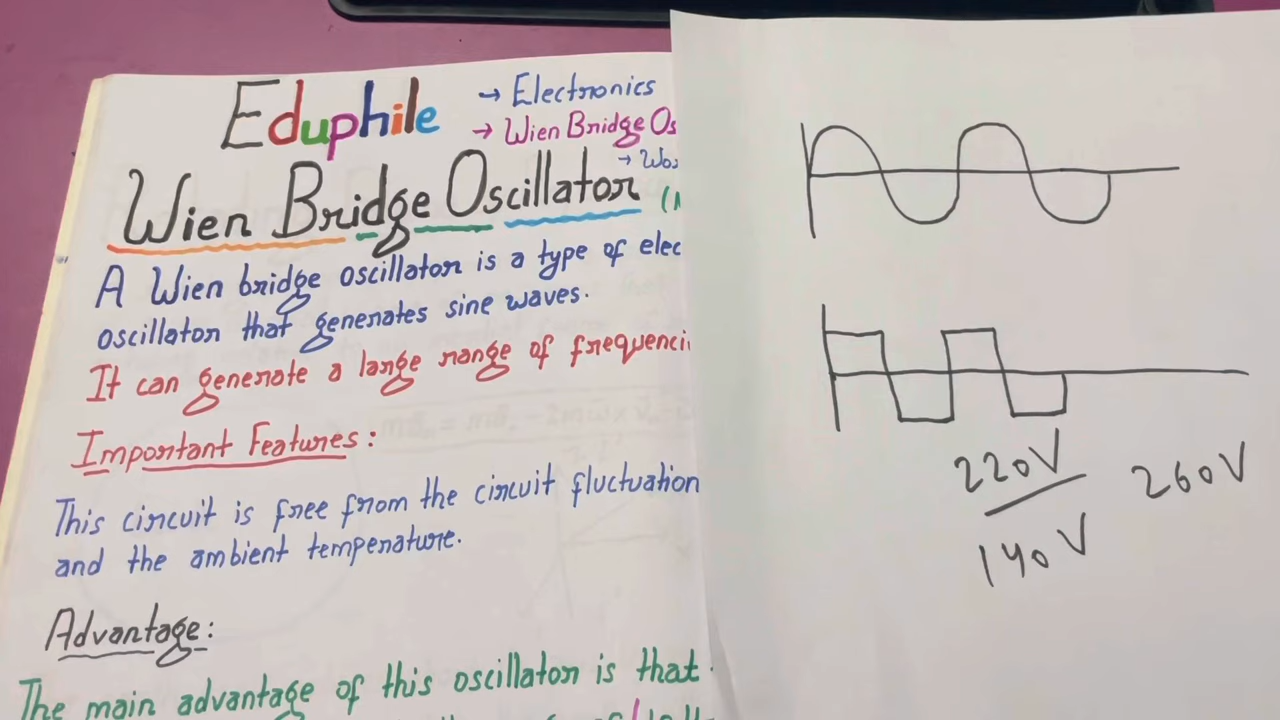 Eduphile
→ Electronics
→ Wien Bridge Os
→ Wo
Wien Bridge Oscillator
A Wien bridge oscillator is a type of elec
oscillator that generates sine waves.
It can generate a large range of frequenci
Important Features:
This circuit is free from the circuit fluctuation
and the ambient temperature.
Advantage:
The main advantage of this oscillator is that
220V
140V
260V